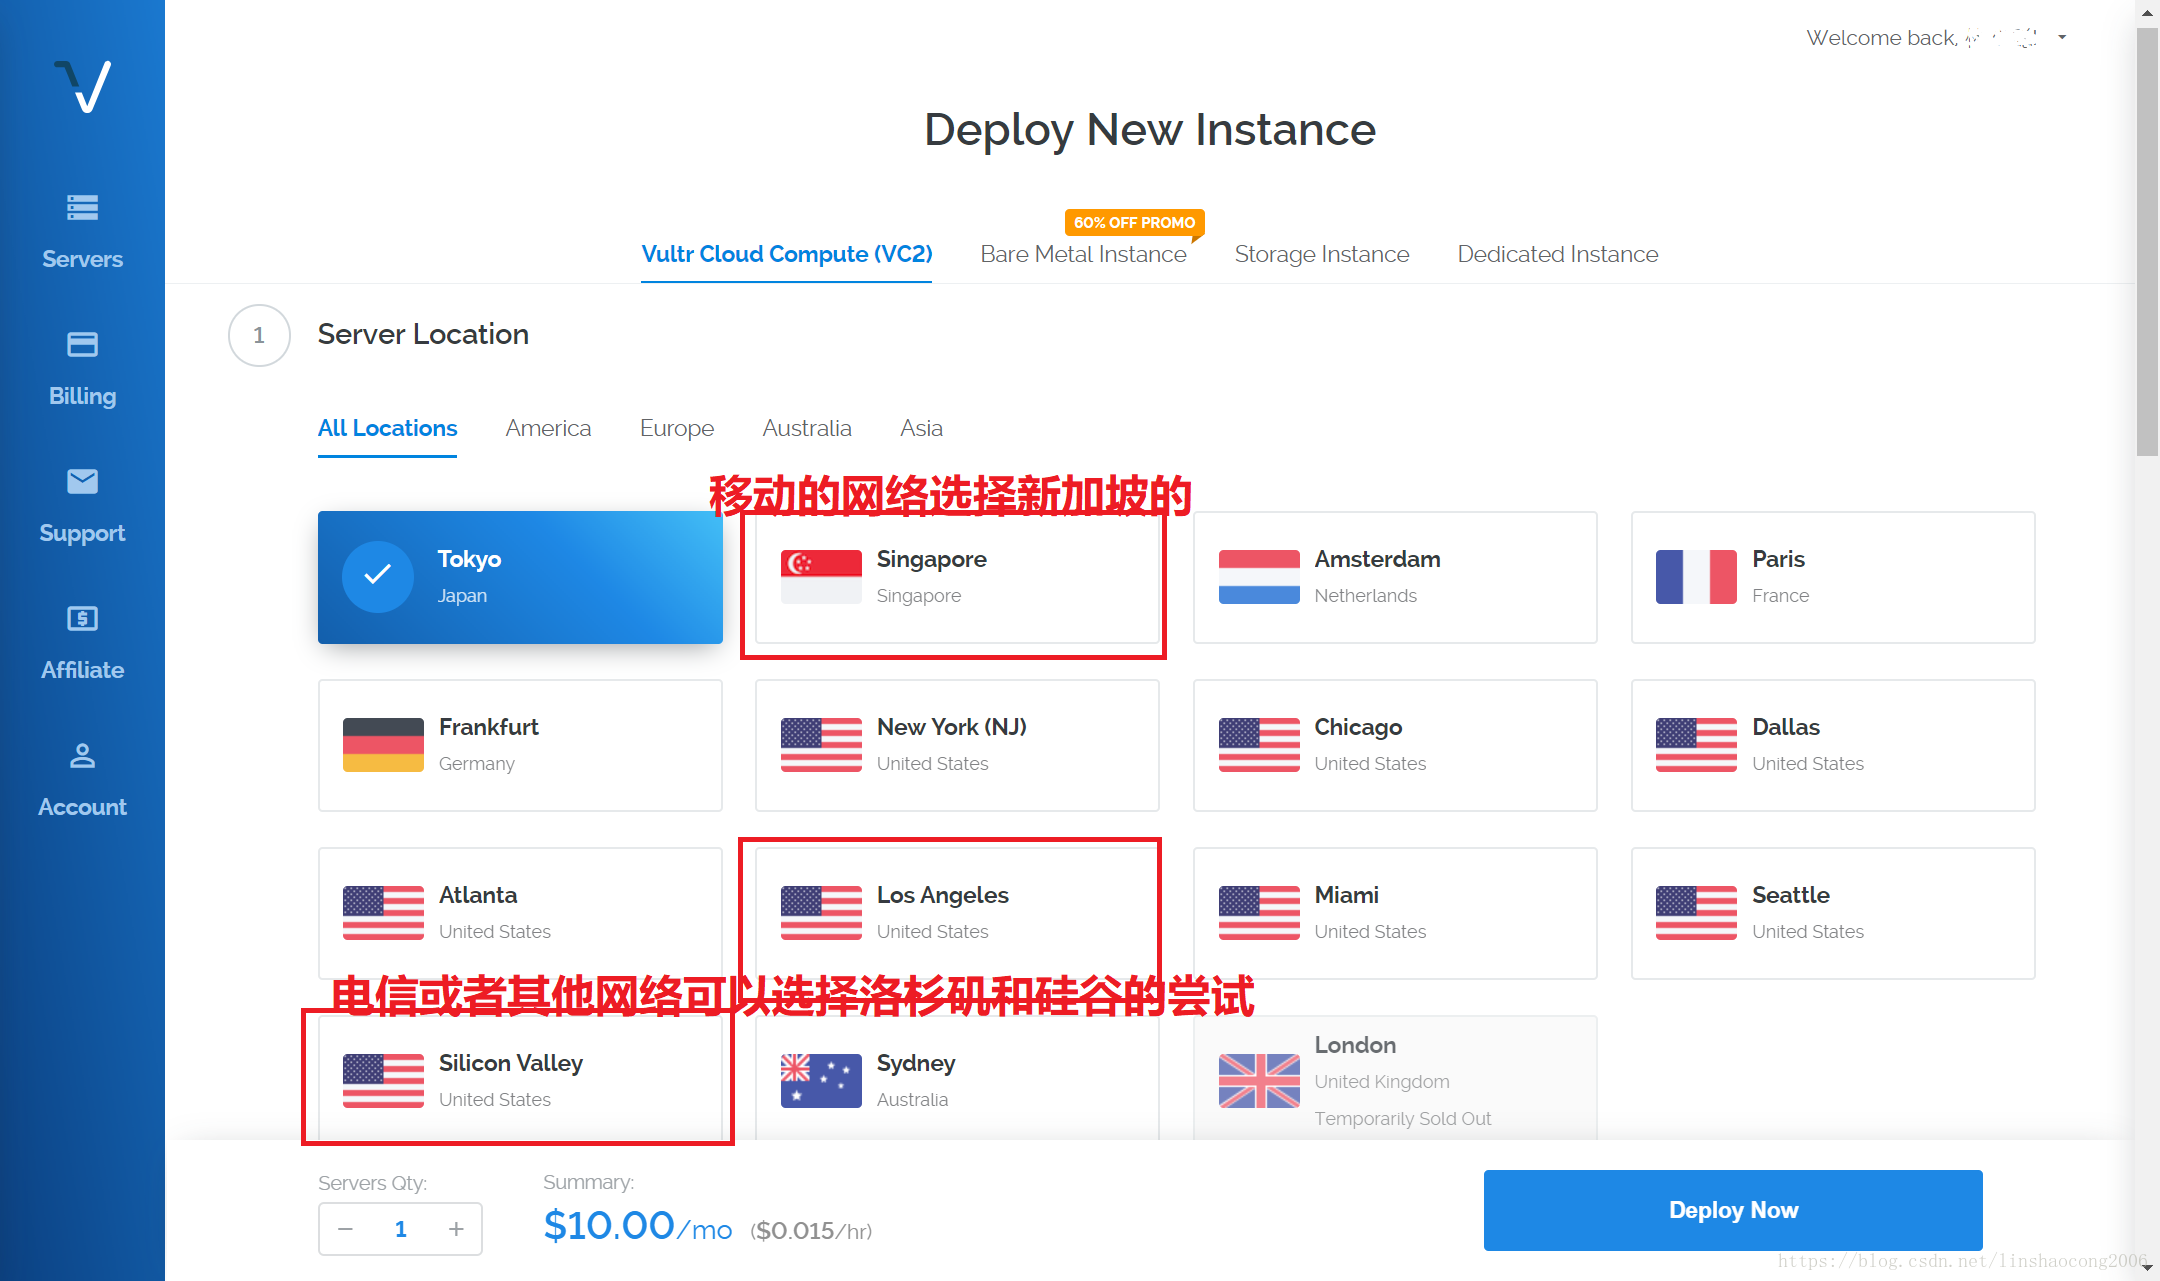 Welcome back,
Deploy New Instance
60% OFF PROMO
Vultr Cloud Compute (VC2) Bare Metal Instance Storage Instance Dedicated Instance
Servers
1 Server Location
Billing
All Locations America Europe Australia Asia
移动的网络选择新加坡的
Support
Tokyo
Japan
Singapore
Singapore
Amsterdam
Netherlands
Paris
France
Affiliate
Frankfurt
Germany
New York (NJ)
United States
Chicago
United States
Dallas
United States
Account
Atlanta
United States
Los Angeles
United States
Miami
United States
Seattle
United States
电信或者其他网络可以选择洛杉矶和硅谷的尝试
Silicon Valley
United States
Sydney
Australia
London
United Kingdom
Temporarily Sold Out
Servers Qty:
− 1 +
Summary:
$10.00/mo ($0.015/hr)
Deploy Now
https://blog.csdn.net/linshaocong2006